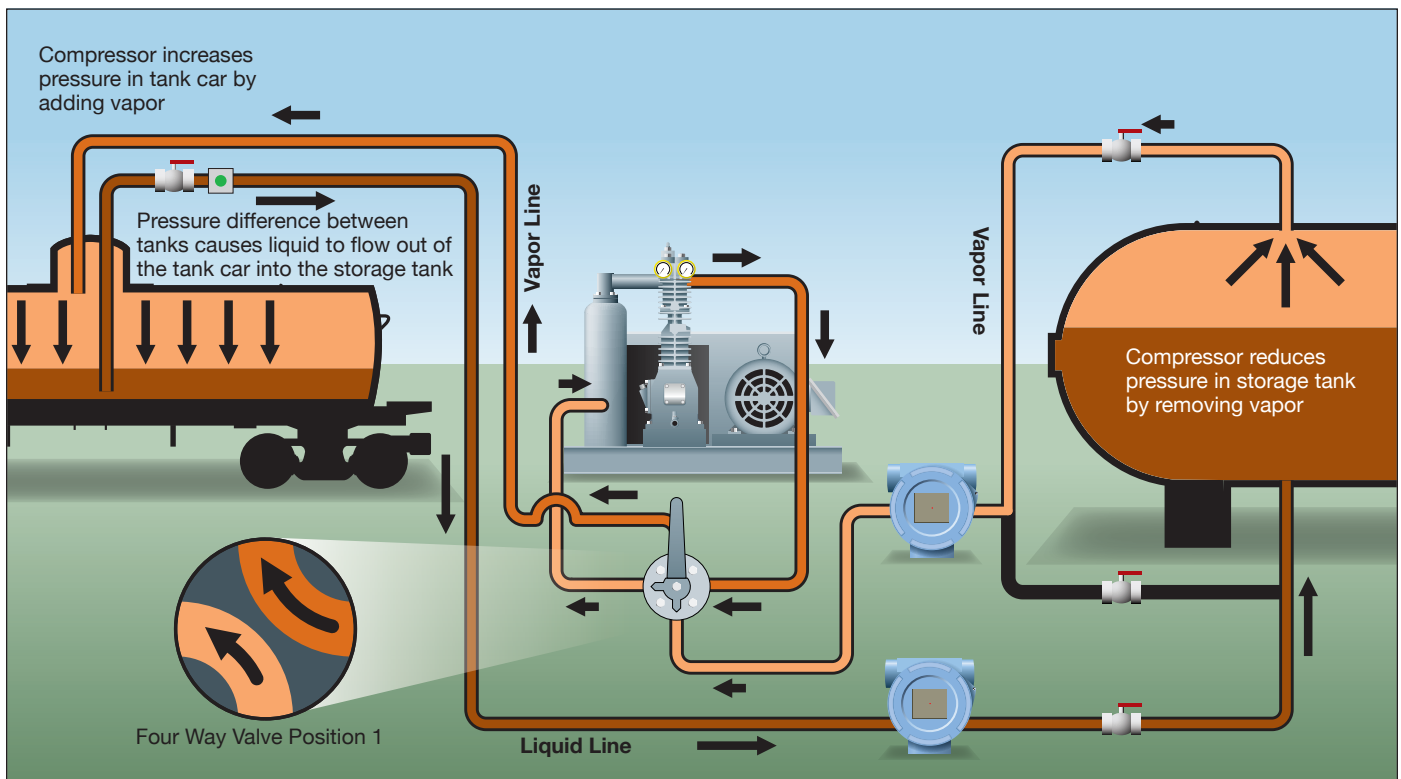 Compressor increases
pressure in tank car by
adding vapor
Pressure difference between
tanks causes liquid to flow out of
the tank car into the storage tank
Vapor Line
Vapor Line
Compressor reduces
pressure in storage tank
by removing vapor
Four Way Valve Position 1
Liquid Line